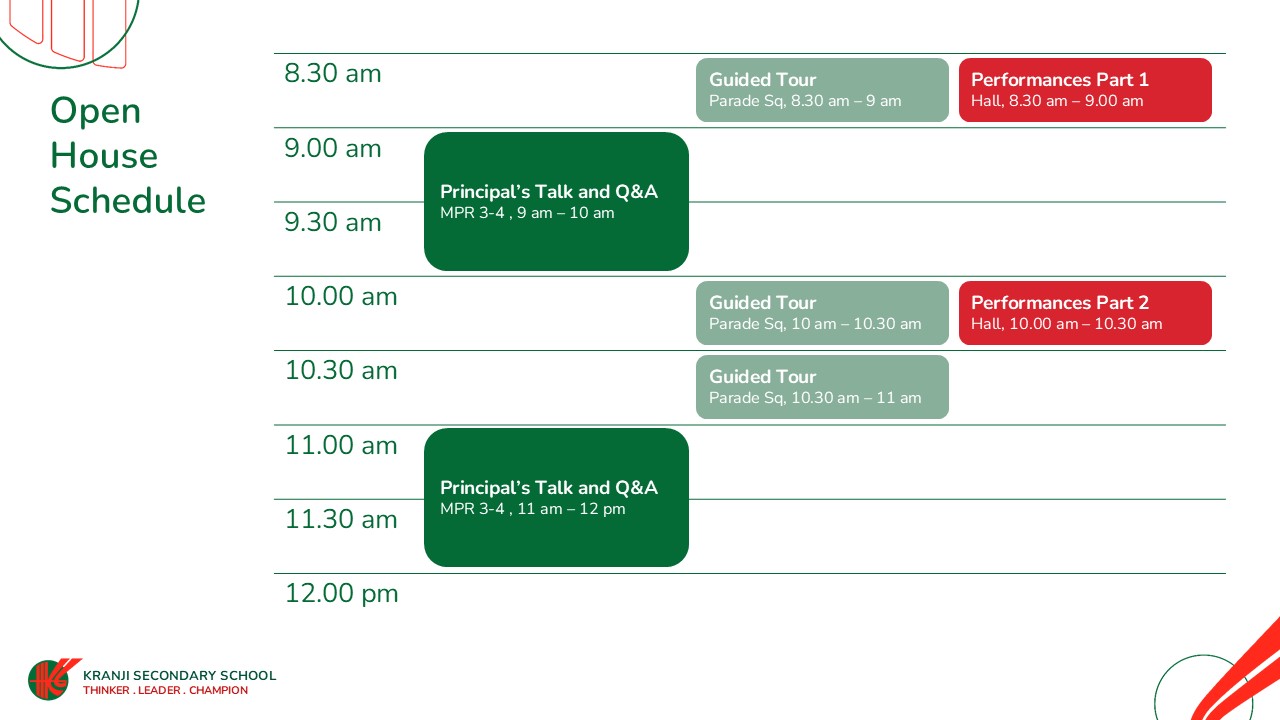 Open
House
Schedule
8.30 am
Guided Tour
Parade Sq, 8.30 am – 9 am
Performances Part 1
Hall, 8.30 am – 9.00 am
9.00 am
Principal’s Talk and Q&A
MPR 3-4 , 9 am – 10 am
9.30 am
10.00 am
Guided Tour
Parade Sq, 10 am – 10.30 am
Performances Part 2
Hall, 10.00 am – 10.30 am
10.30 am
Guided Tour
Parade Sq, 10.30 am – 11 am
11.00 am
Principal’s Talk and Q&A
MPR 3-4 , 11 am – 12 pm
11.30 am
12.00 pm
KRANJI SECONDARY SCHOOL
THINKER . LEADER . CHAMPION